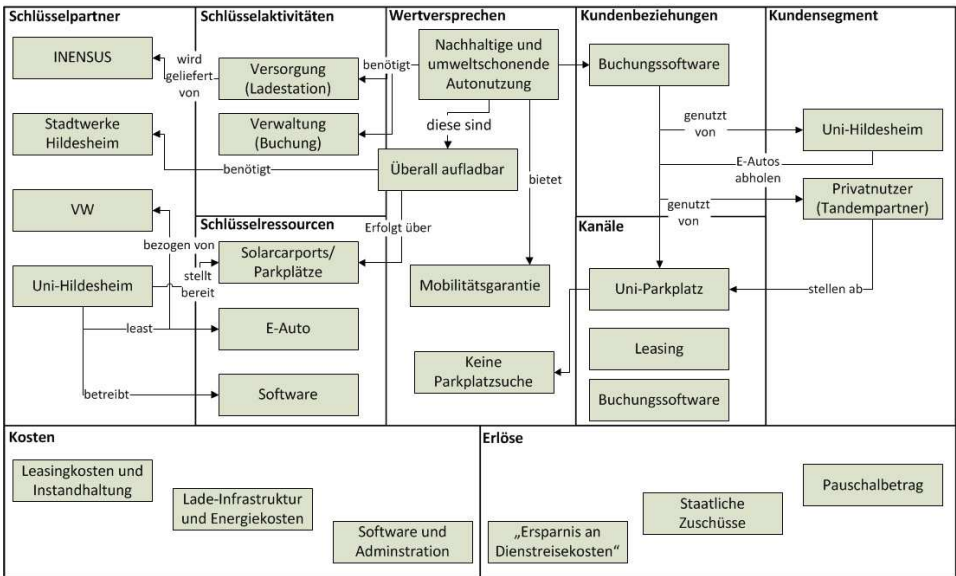 Schlüsselpartner
INENSUS
Stadtwerke
Hildesheim
VW
Uni-Hildesheim
Schlüsselaktivitäten
wird
geliefert
von
Versorgung
(Ladestation)
Verwaltung
(Buchung)
benötigt
Schlüsselressourcen
bezogen von
Solarcarports/
Parkplätze
stellt
bereit
least
E-Auto
betreibt
Software
Wertversprechen
benötigt
Nachhaltige und
umweltschonende
Autonutzung
diese sind
Überall aufladbar
bietet
Erfolgt über
Mobilitätsgarantie
Keine
Parkplatzsuche
Kundenbeziehungen
Buchungssoftware
genutzt
von
E-Autos
abholen
genutzt
von
Kanäle
Uni-Parkplatz
Leasing
Buchungssoftware
Kundensegment
Uni-Hildesheim
Privatnutzer
(Tandempartner)
stellen ab
Kosten
Leasingkosten und
Instandhaltung
Lade-Infrastruktur
und Energiekosten
Software und
Adminstration
Erlöse
„Ersparnis an
Dienstreisekosten“
Staatliche
Zuschüsse
Pauschalbetrag